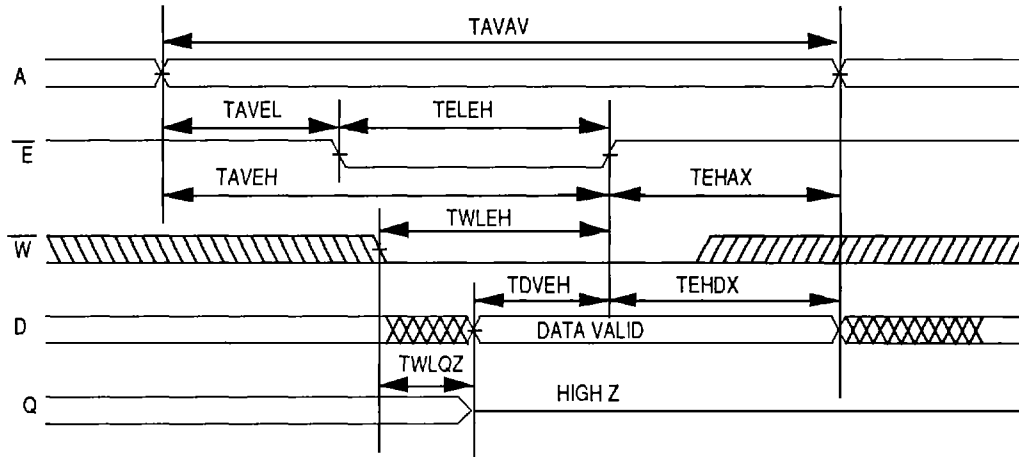 TAVAV
A
TAVEL TELEH
E
TAVEH TEHAX
TWLEH
W
TDVEH TEHDX
D DATA VALID
TWLQZ
Q HIGH Z